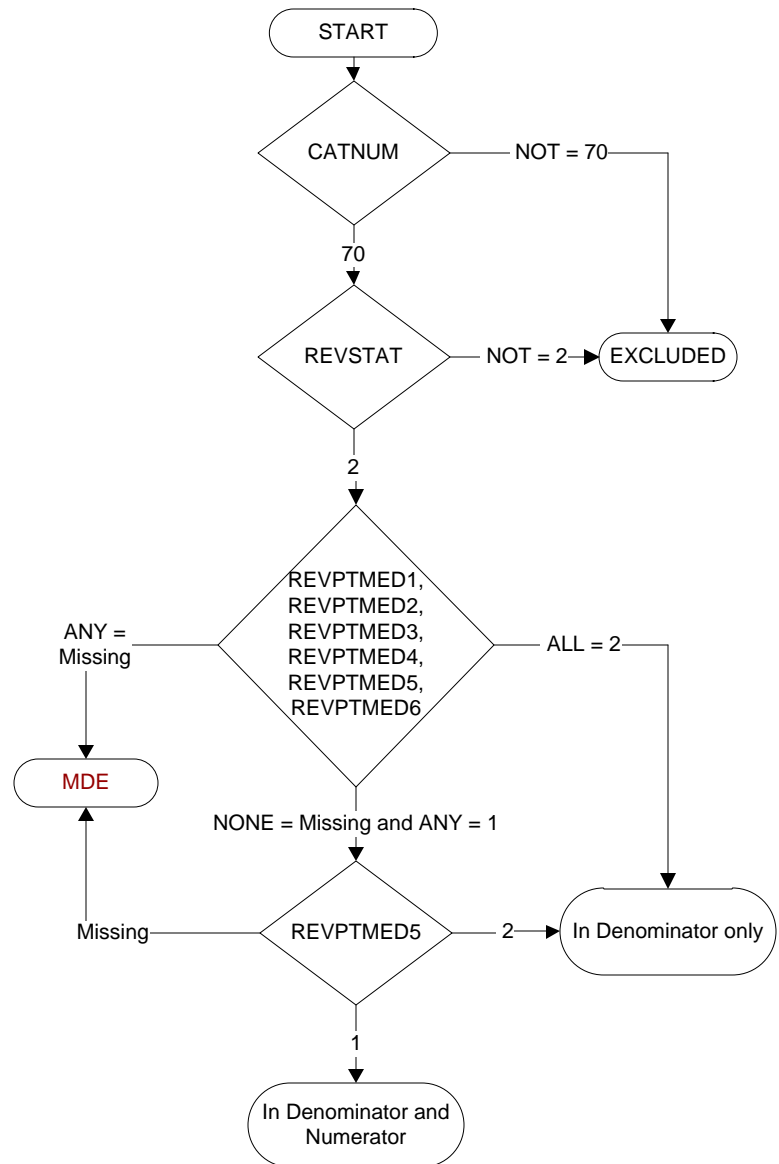 START
CATNUM
NOT = 70
70
REVSTAT
NOT = 2
EXCLUDED
2
REVPTMED1,
REVPTMED2,
REVPTMED3,
REVPTMED4,
REVPTMED5,
REVPTMED6
ANY =
Missing
ALL = 2
MDE
NONE = Missing and ANY = 1
Missing
REVPTMED5
2
In Denominator only
1
In Denominator and
Numerator